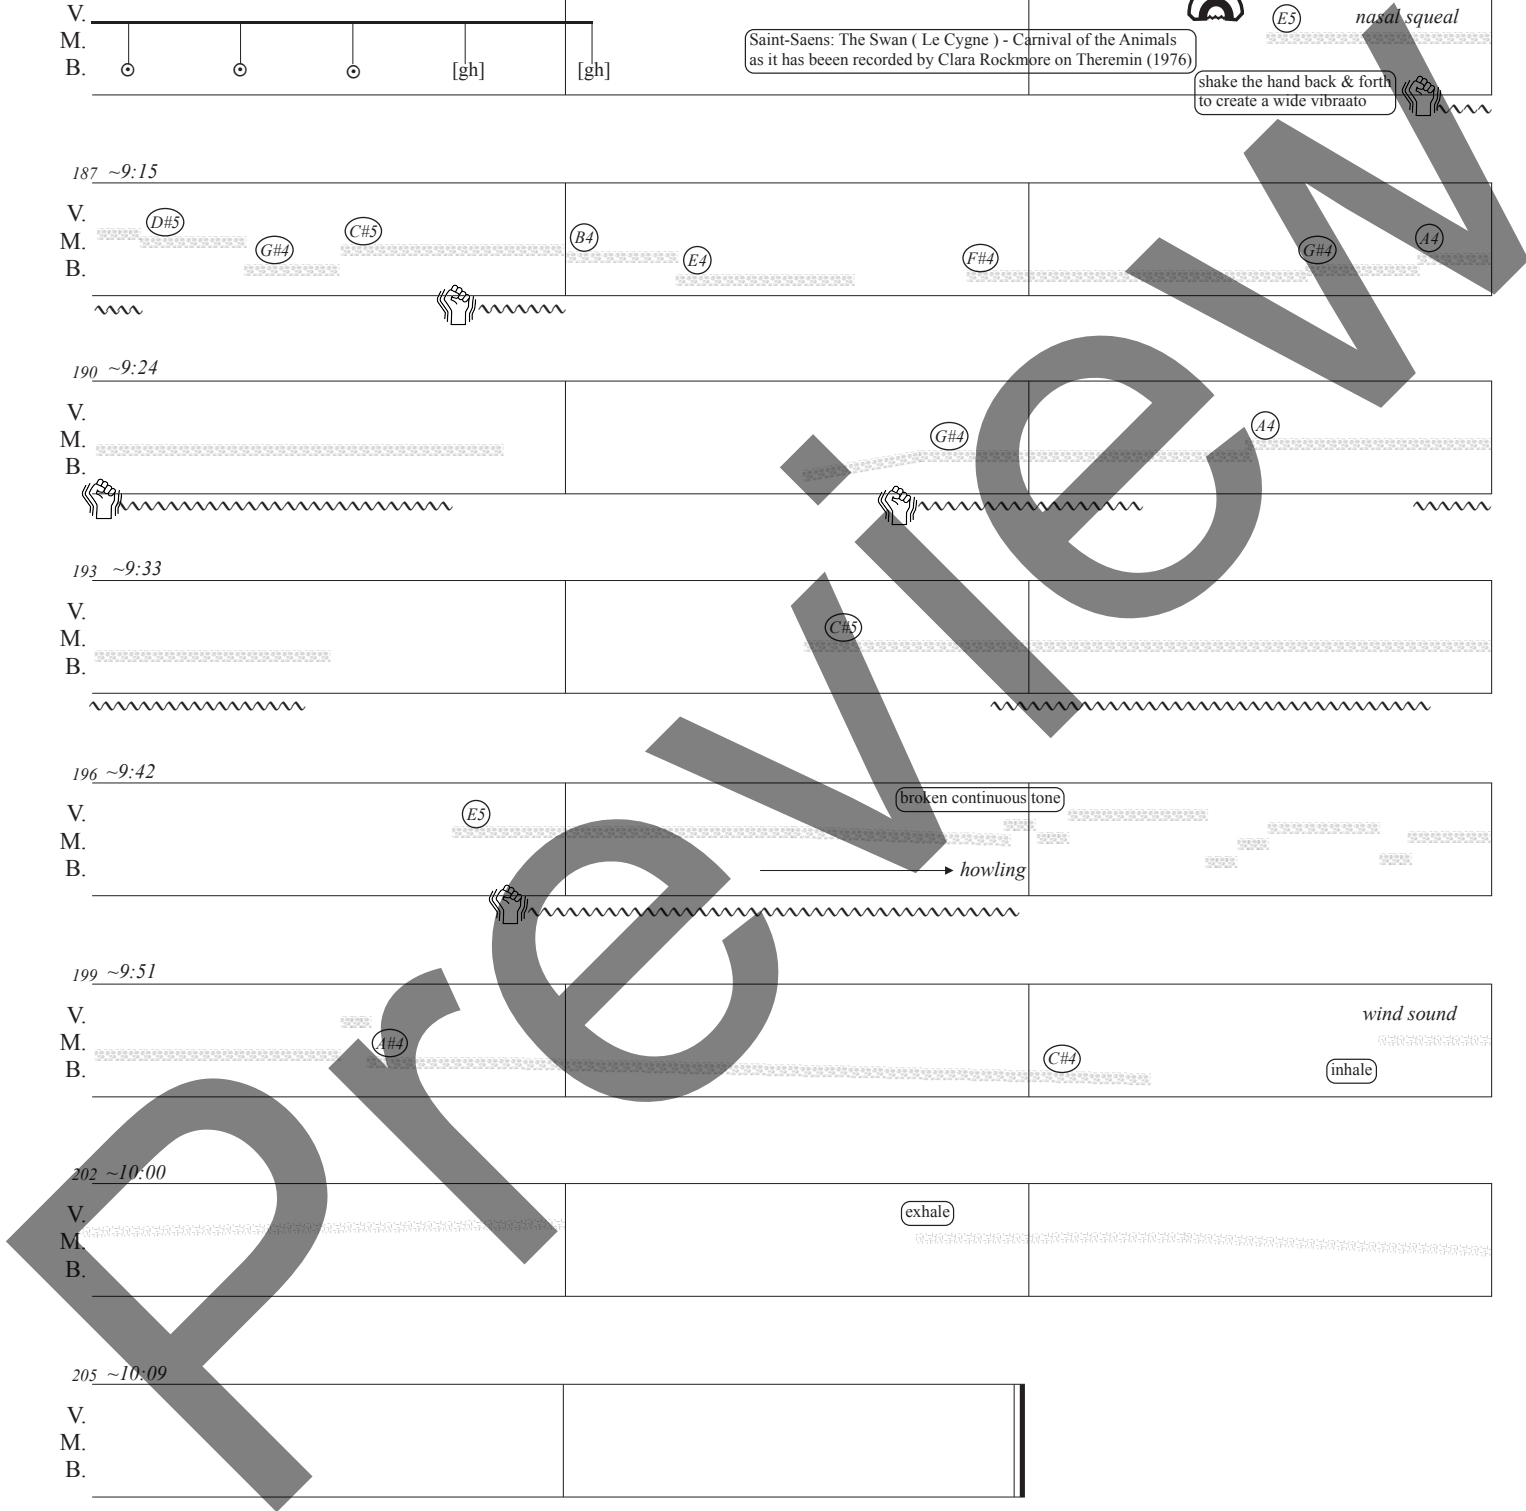 V.
M.
B.
[gh] [gh]
Saint-Saens: The Swan ( Le Cygne ) - Carnival of the Animals
as it has beeen recorded by Clara Rockmore on Theremin (1976)
E5 nasal squeal
shake the hand back & forth
to create a wide vibraato
187 ~9:15
V.
M.
B.
D#5 G#4 C#5 B4 E4 F#4 G#4 A4
190 ~9:24
V.
M.
B.
G#4 A4
193 ~9:33
V.
M.
B.
C#5
196 ~9:42
V.
M.
B.
E5
broken continuous tone
howling
199 ~9:51
V.
M.
B.
A#4 C#4
wind sound
inhale
202 ~10:00
V.
M.
B.
exhale
205 ~10:09
V.
M.
B.
Preview